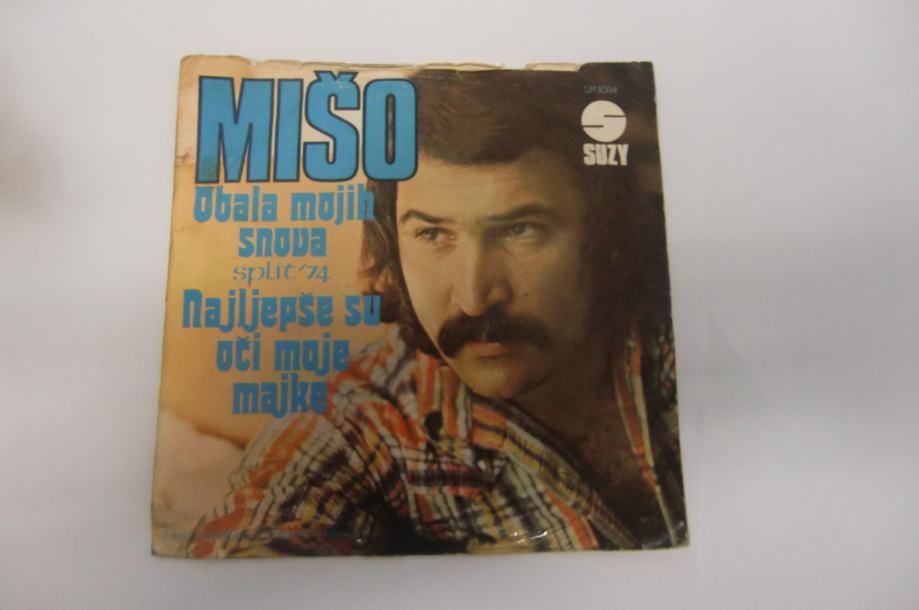 MIŠO
Obala mojih
snova
split '74
Najljepše su
oči moje
majke
SP 1034
SUZY